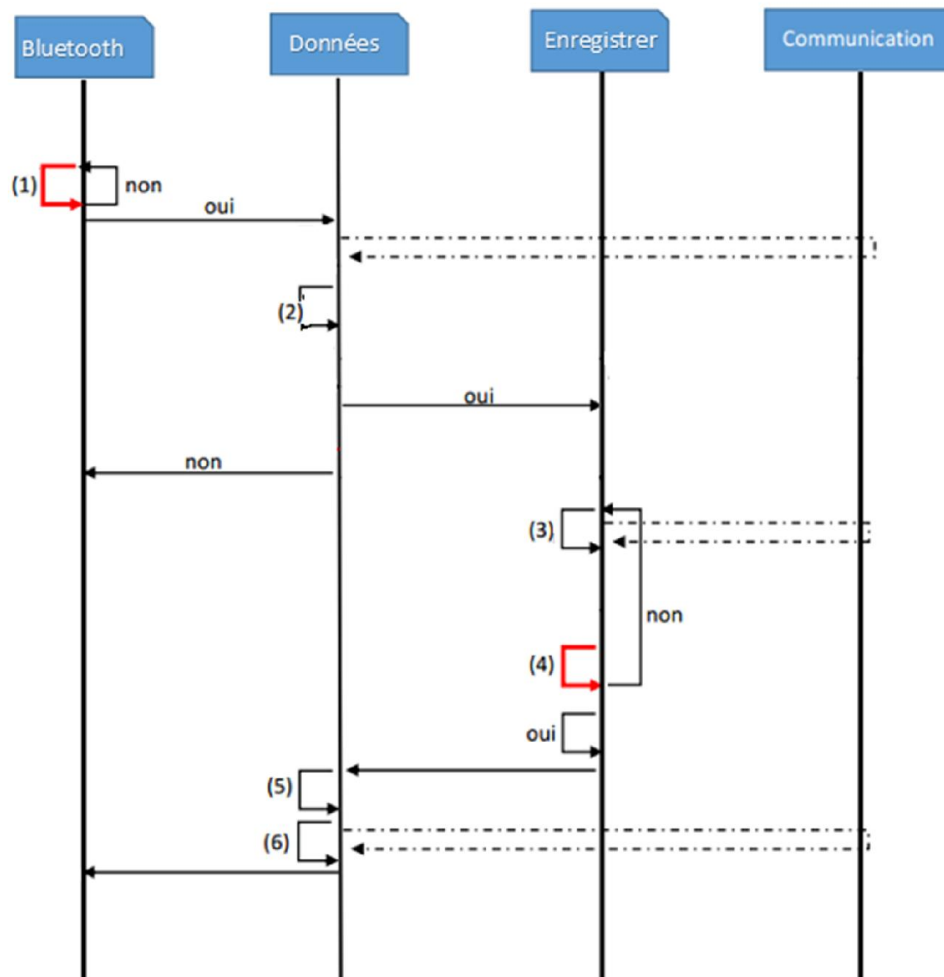 Bluetooth
Données
Enregistrer
Communication
(1)
non
oui
(2)
oui
non
(3)
non
(4)
oui
(5)
(6)